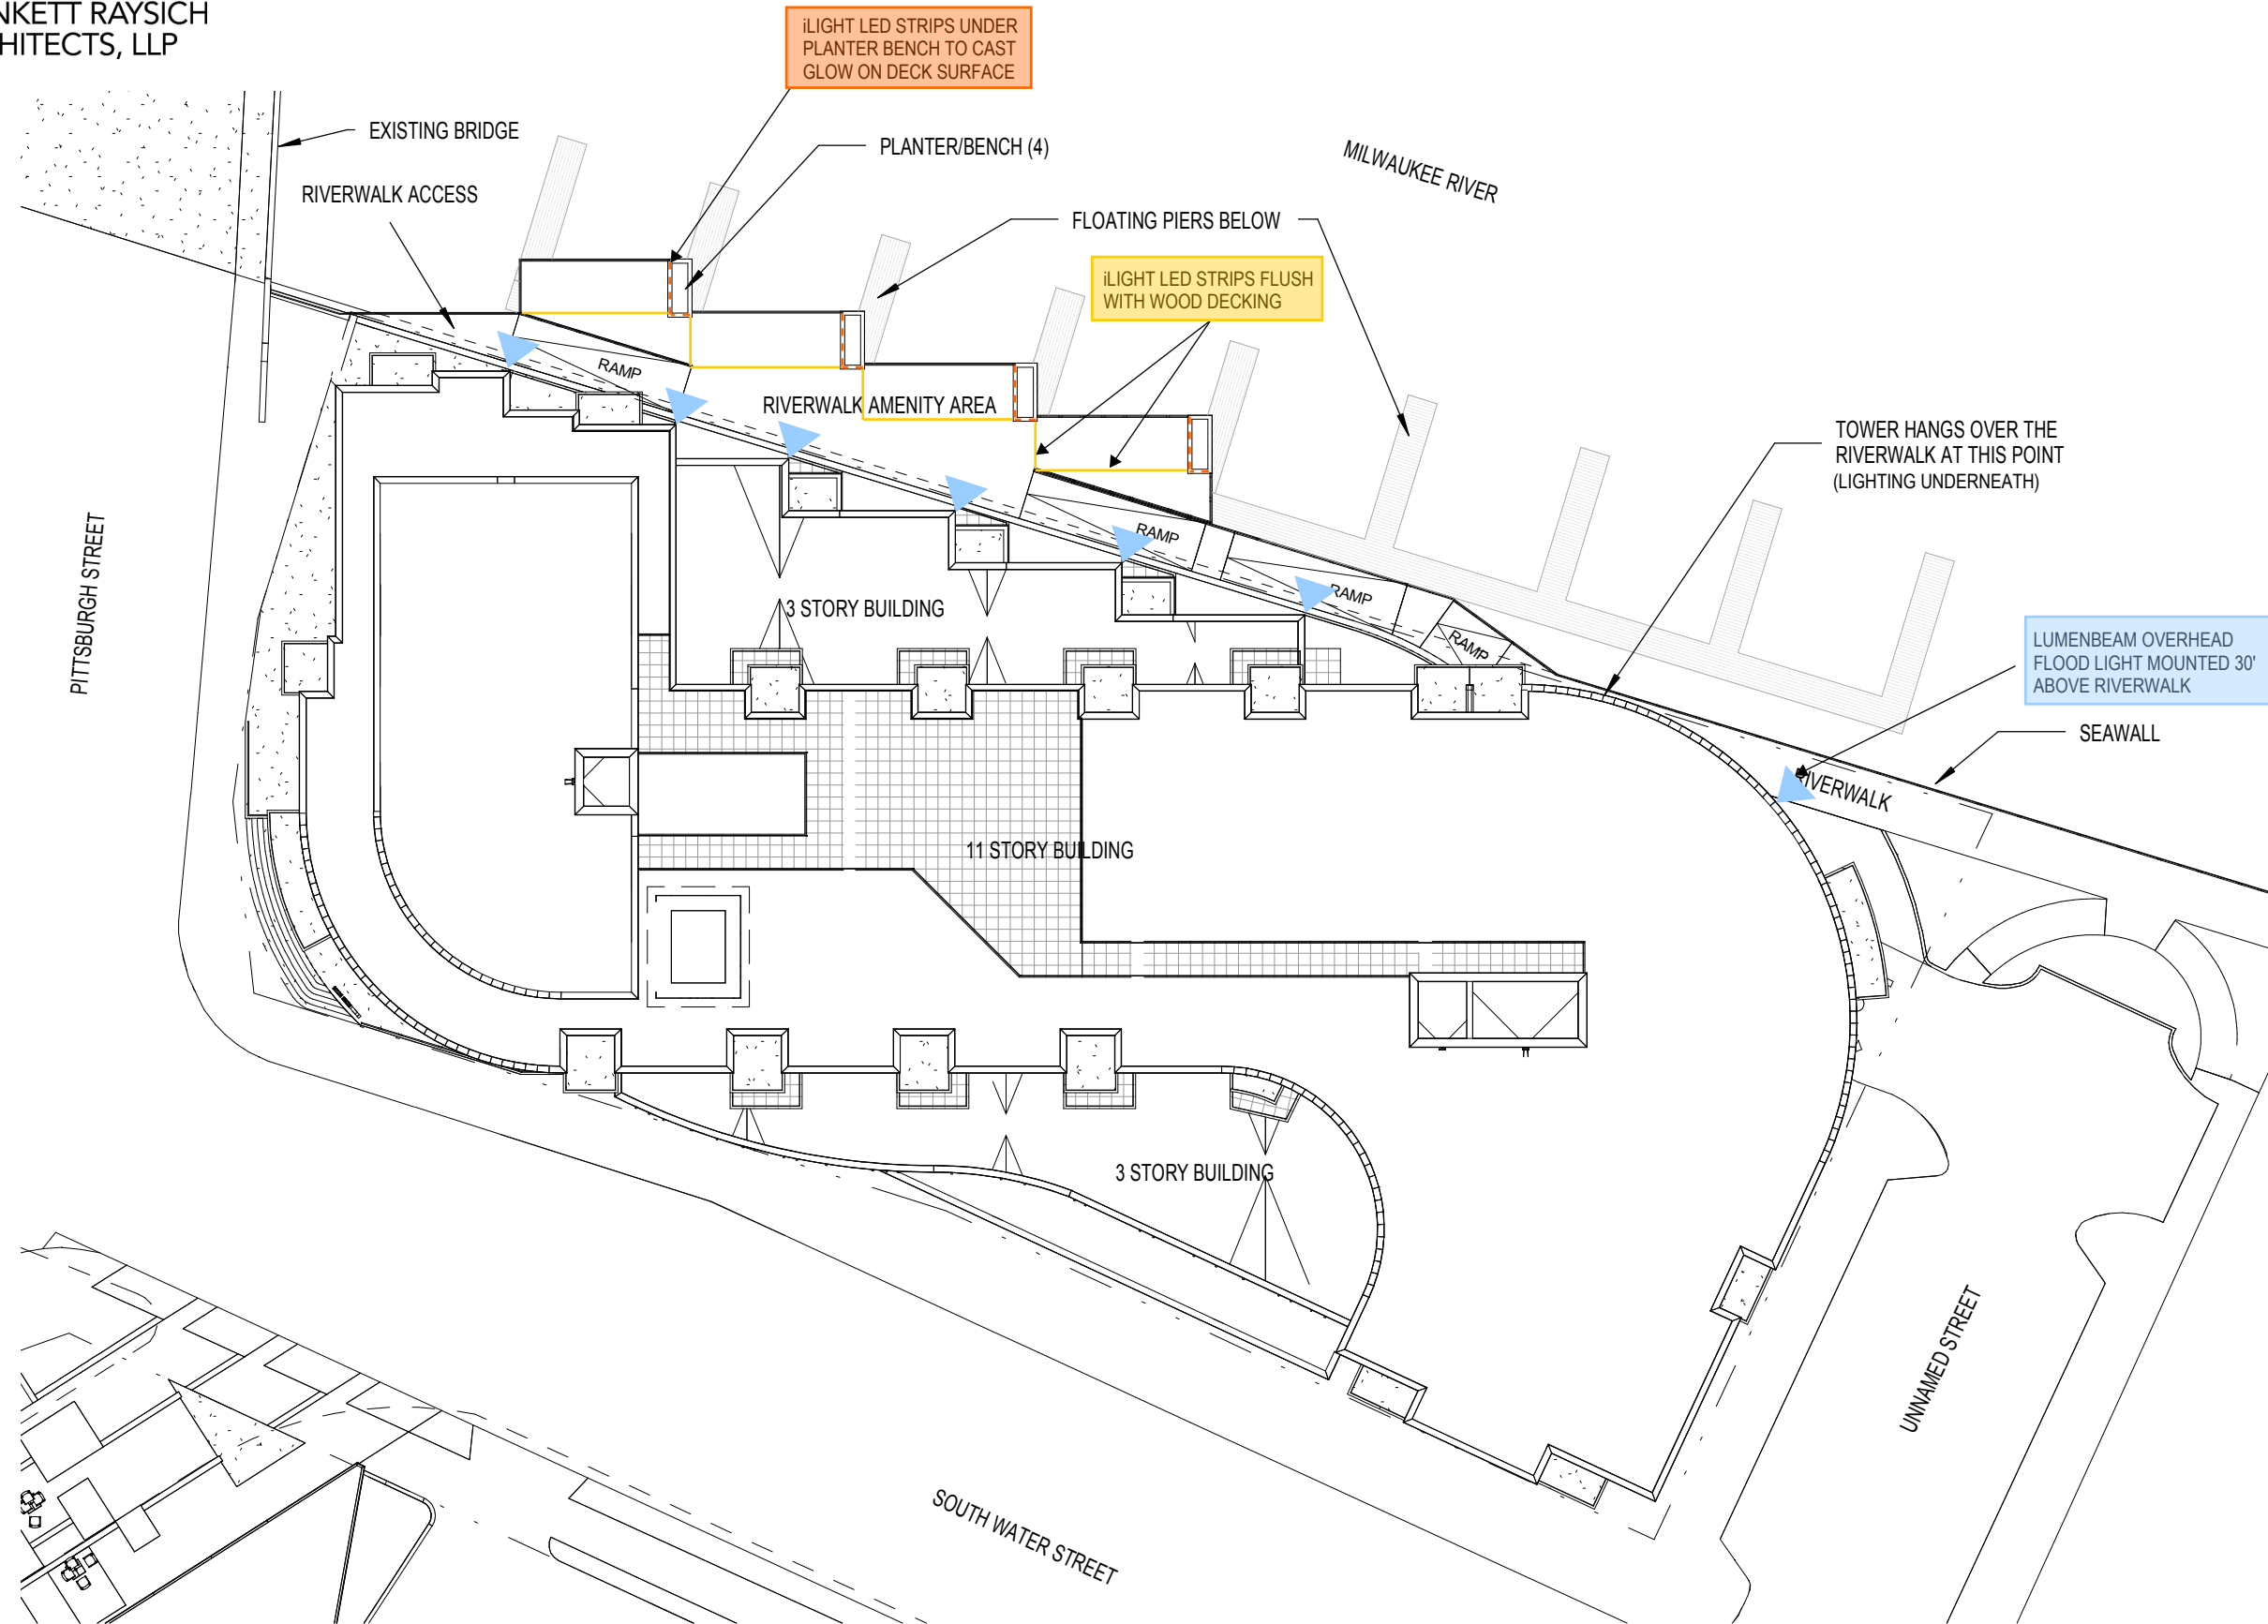 NKETT RAYSICH
HITECTS, LLP
iLIGHT LED STRIPS UNDER
PLANTER BENCH TO CAST
GLOW ON DECK SURFACE
EXISTING BRIDGE
PLANTER/BENCH (4)
MILWAUKEE RIVER
RIVERWALK ACCESS
FLOATING PIERS BELOW
iLIGHT LED STRIPS FLUSH
WITH WOOD DECKING
RAMP
RIVERWALK AMENITY AREA
TOWER HANGS OVER THE
RIVERWALK AT THIS POINT
(LIGHTING UNDERNEATH)
RAMP
PITTSBURGH STREET
3 STORY BUILDING
RAMP
RAMP
LUMENBEAM OVERHEAD
FLOOD LIGHT MOUNTED 30'
ABOVE RIVERWALK
SEAWALL
RIVERWALK
11 STORY BUILDING
3 STORY BUILDING
UNNAMED STREET
SOUTH WATER STREET